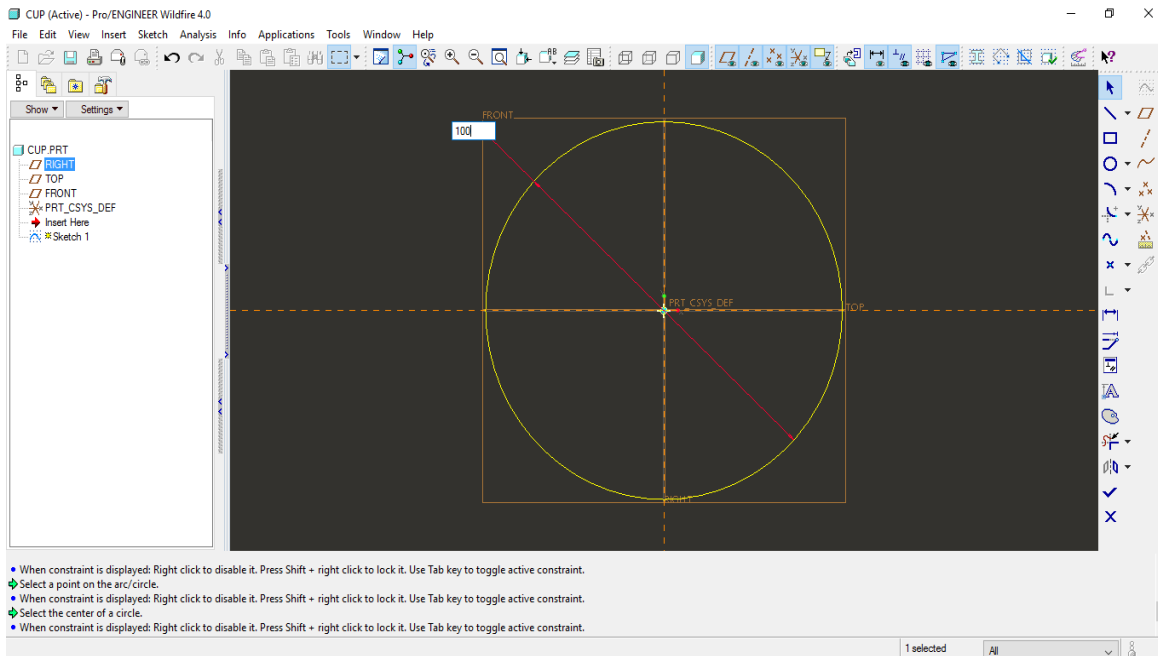 CUP (Active) - Pro/ENGINEER Wildfire 4.0
File Edit View Insert Sketch Analysis Info Applications Tools Window Help
Show Settings
CUP.PRT
RIGHT
TOP
FRONT
PRT_CSYS_DEF
Insert Here
Sketch 1
FRONT
100
PRT_CSYS_DEF
TOP
RIGHT
When constraint is displayed: Right click to disable it. Press Shift + right click to lock it. Use Tab key to toggle active constraint.
Select a point on the arc/circle.
When constraint is displayed: Right click to disable it. Press Shift + right click to lock it. Use Tab key to toggle active constraint.
Select the center of a circle.
When constraint is displayed: Right click to disable it. Press Shift + right click to lock it. Use Tab key to toggle active constraint.
1 selected All